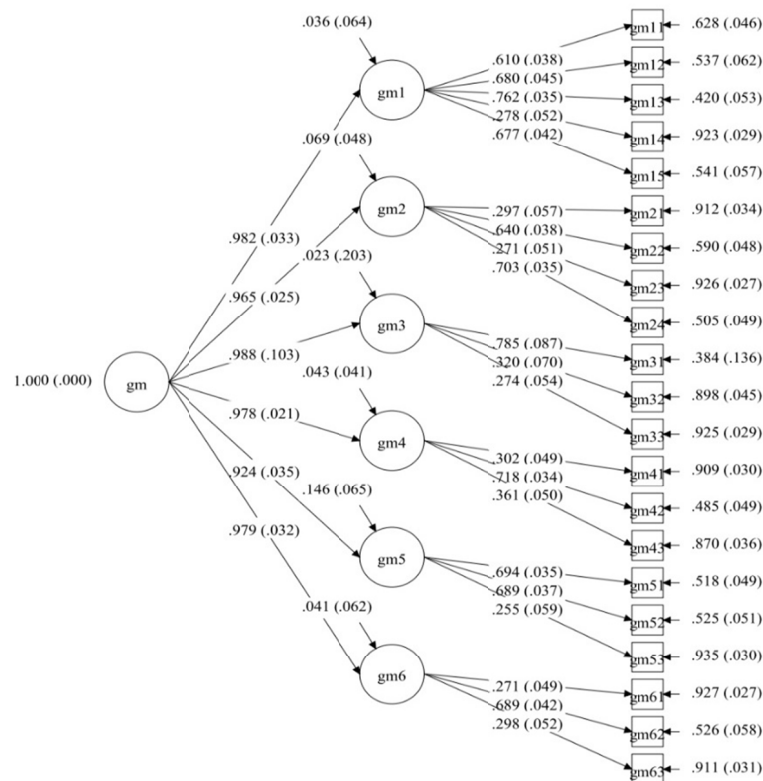 .036 (.064)
gm1
.610 (.038)
.680 (.045)
.762 (.035)
.278 (.052)
.677 (.042)
gm11
.628 (.046)
gm12
.537 (.062)
gm13
.420 (.053)
gm14
.923 (.029)
gm15
.541 (.057)
.069 (.048)
gm2
.297 (.057)
.640 (.038)
.271 (.051)
.703 (.035)
gm21
.912 (.034)
gm22
.590 (.048)
gm23
.926 (.027)
gm24
.505 (.049)
.982 (.033)
.023 (.203)
.965 (.025)
gm3
.785 (.087)
.320 (.070)
.274 (.054)
gm31
.384 (.136)
gm32
.898 (.045)
gm33
.925 (.029)
.988 (.103)
1.000 (.000)
gm
.043 (.041)
.978 (.021)
gm4
.302 (.049)
.718 (.034)
.361 (.050)
gm41
.909 (.030)
gm42
.485 (.049)
gm43
.870 (.036)
.924 (.035)
.146 (.065)
.979 (.032)
gm5
.694 (.035)
.689 (.037)
.255 (.059)
gm51
.518 (.049)
gm52
.525 (.051)
gm53
.935 (.030)
.041 (.062)
gm6
.271 (.049)
.689 (.042)
.298 (.052)
gm61
.927 (.027)
gm62
.526 (.058)
gm63
.911 (.031)